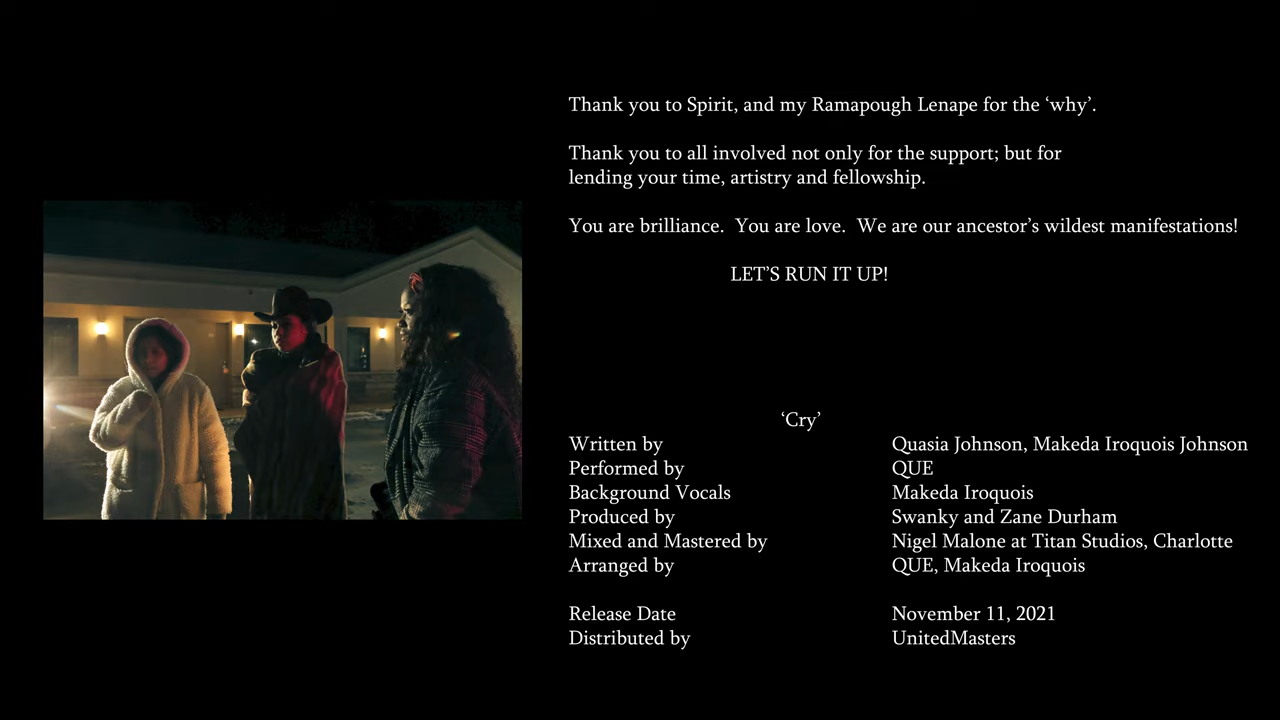 Thank you to Spirit, and my Ramapough Lenape for the ‘why’.
Thank you to all involved not only for the support; but for
lending your time, artistry and fellowship.
You are brilliance.  You are love.  We are our ancestor’s wildest manifestations!
LET’S RUN IT UP!
‘Cry’
Written by Quasia Johnson, Makeda Iroquois Johnson
Performed by QUE
Background Vocals Makeda Iroquois
Produced by Swanky and Zane Durham
Mixed and Mastered by Nigel Malone at Titan Studios, Charlotte
Arranged by QUE, Makeda Iroquois
Release Date November 11, 2021
Distributed by UnitedMasters